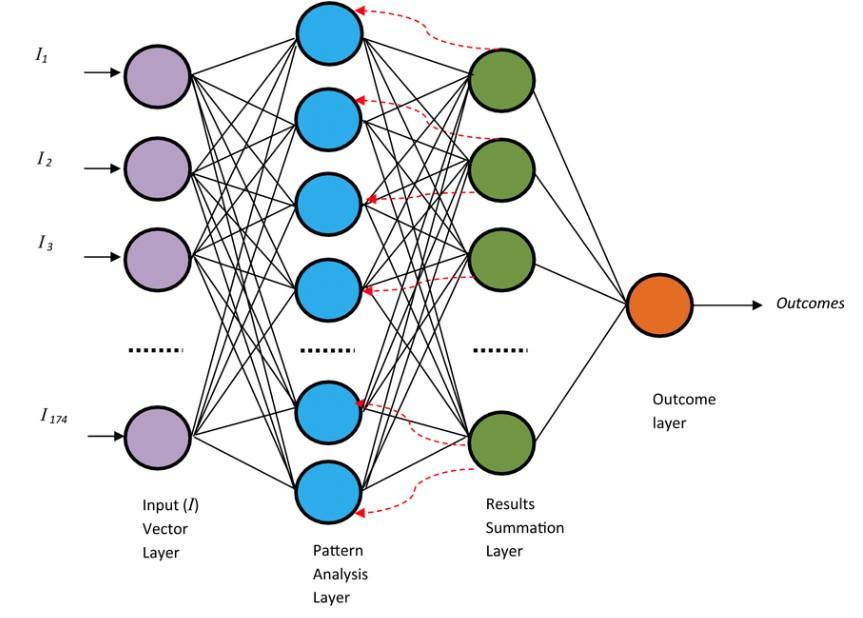 I1
I2
I3
I174
Outcomes
Outcome
layer
Input (I)
Vector
Layer
Results
Summation
Layer
Pattern
Analysis
Layer